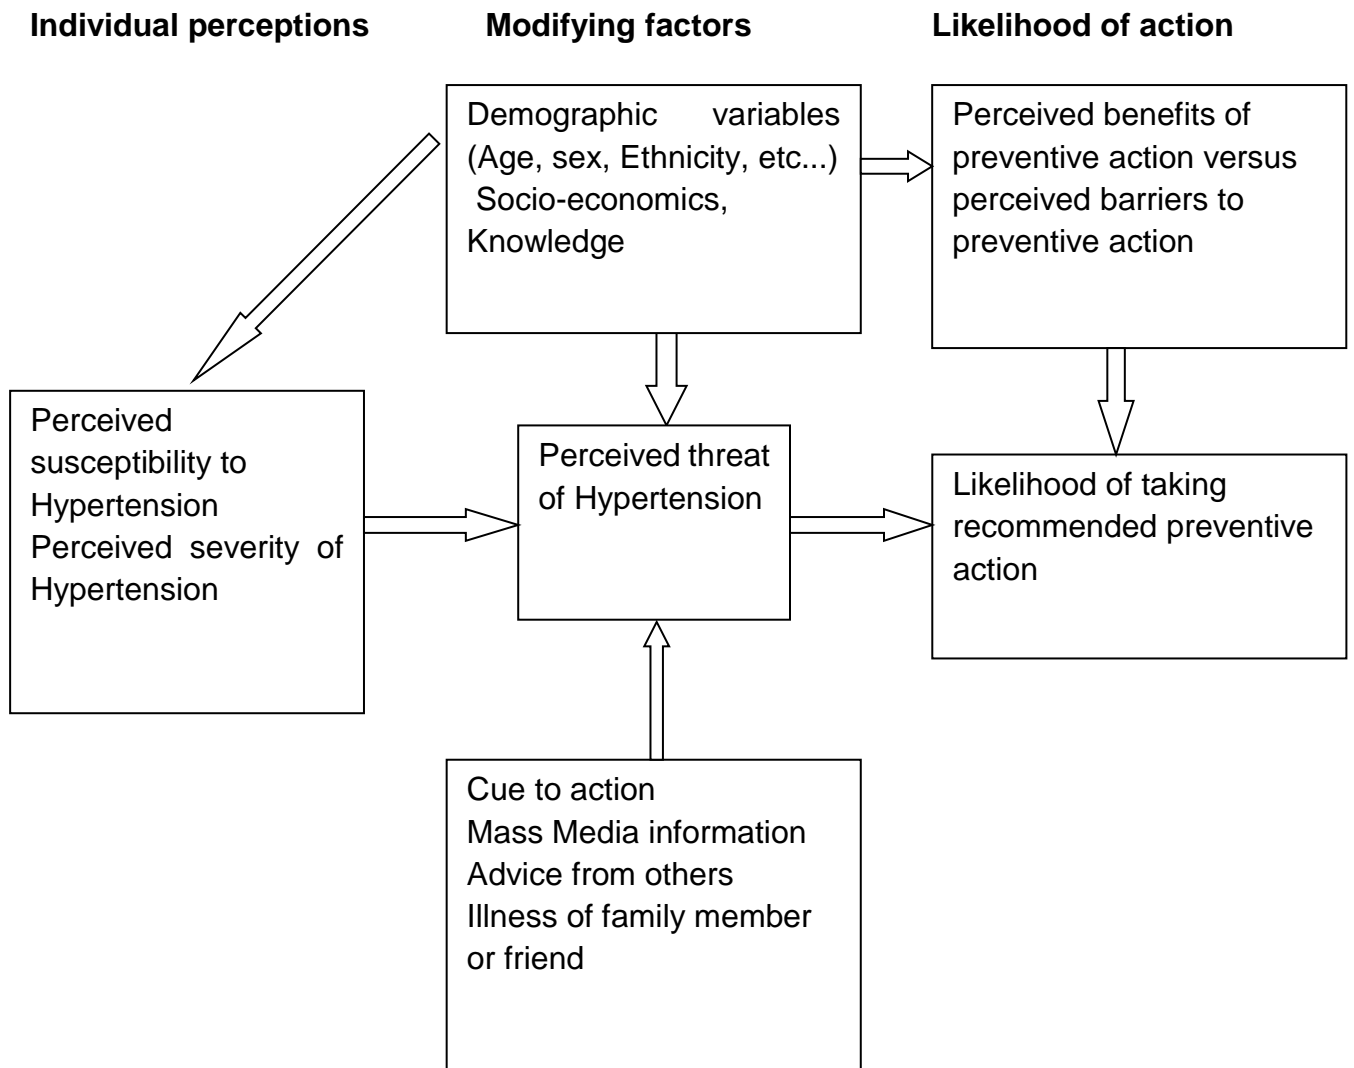 Individual perceptions
Modifying factors
Likelihood of action
Demographic variables
(Age, sex, Ethnicity, etc...)
Socio-economics,
Knowledge
Perceived benefits of
preventive action versus
perceived barriers to
preventive action
Perceived
susceptibility to
Hypertension
Perceived severity of
Hypertension
Perceived threat
of Hypertension
Likelihood of taking
recommended preventive
action
Cue to action
Mass Media information
Advice from others
Illness of family member
or friend